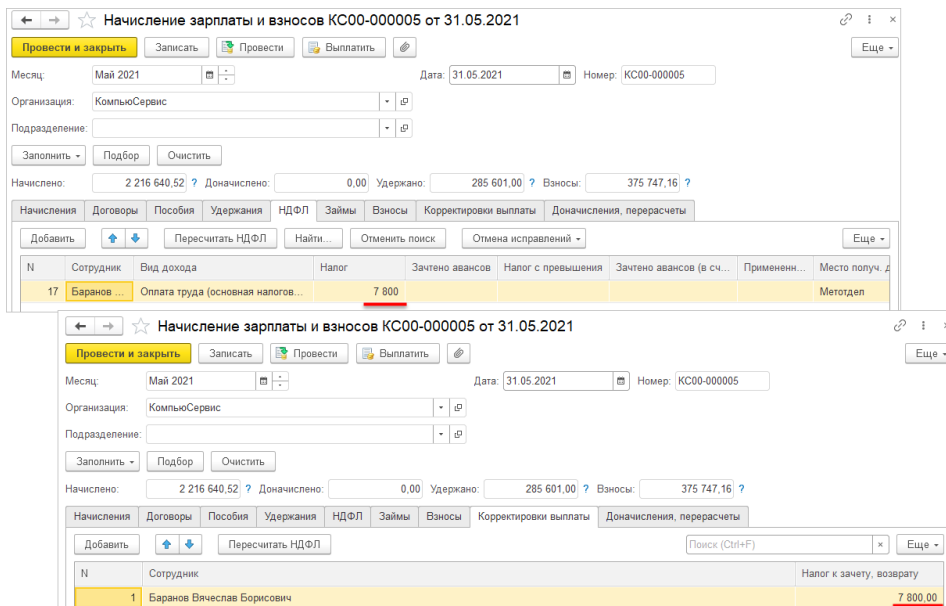 Начисление зарплаты и взносов КС00-000005 от 31.05.2021
Провести и закрыть Записать Провести Выплатить Еще
Месяц: Май 2021 Дата: 31.05.2021 Номер: КС00-000005
Организация: КомпьюСервис
Подразделение:
Заполнить Подбор Очистить
Начислено: 2 216 640,52 ? Доначислено: 0,00 Удержано: 285 601,00 ? Взносы: 375 747,16 ?
Начисления Договоры Пособия Удержания НДФЛ Займы Взносы Корректировки выплаты Доначисления, перерасчеты
Добавить Пересчитать НДФЛ Найти... Отменить поиск Отмена исправлений Еще
N Сотрудник Вид дохода Налог Зачтено авансов Налог с превышения Зачтено авансов (в сч... Примененн... Место получ. д
17 Баранов ... Оплата труда (основная налогов... 7 800 Метотдел
Начисление зарплаты и взносов КС00-000005 от 31.05.2021
Провести и закрыть Записать Провести Выплатить Еще
Месяц: Май 2021 Дата: 31.05.2021 Номер: КС00-000005
Организация: КомпьюСервис
Подразделение:
Заполнить Подбор Очистить
Начислено: 2 216 640,52 ? Доначислено: 0,00 Удержано: 285 601,00 ? Взносы: 375 747,16 ?
Начисления Договоры Пособия Удержания НДФЛ Займы Взносы Корректировки выплаты Доначисления, перерасчеты
Добавить Пересчитать НДФЛ Поиск (Ctrl+F) × Еще
N Сотрудник Налог к зачету, возврату
1 Баранов Вячеслав Борисович 7 800,00